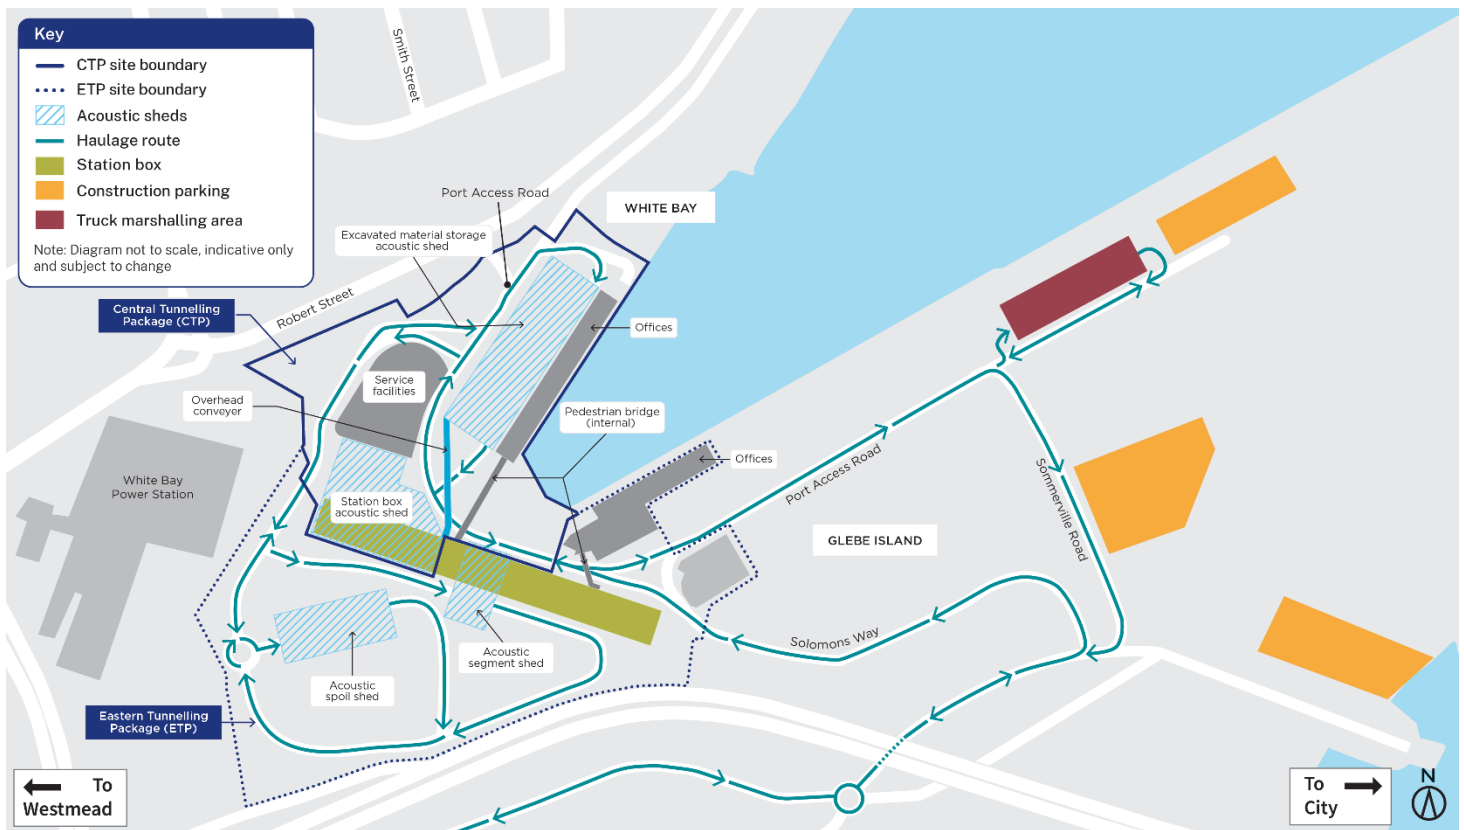 Key
CTP site boundary
ETP site boundary
Acoustic sheds
Haulage route
Station box
Construction parking
Truck marshalling area
Note: Diagram not to scale, indicative only
and subject to change
Smith Street
Port Access Road
WHITE BAY
Excavated material storage
acoustic shed
Central Tunnelling
Package (CTP)
Robert Street
Offices
Service
facilities
Overhead
conveyer
Pedestrian bridge
(internal)
White Bay
Power Station
Offices
Station box
acoustic shed
Port Access Road
Sommerville Road
GLEBE ISLAND
Solomons Way
Acoustic
segment shed
Acoustic
spoil shed
Eastern Tunnelling
Package (ETP)
To
Westmead
To
City
N